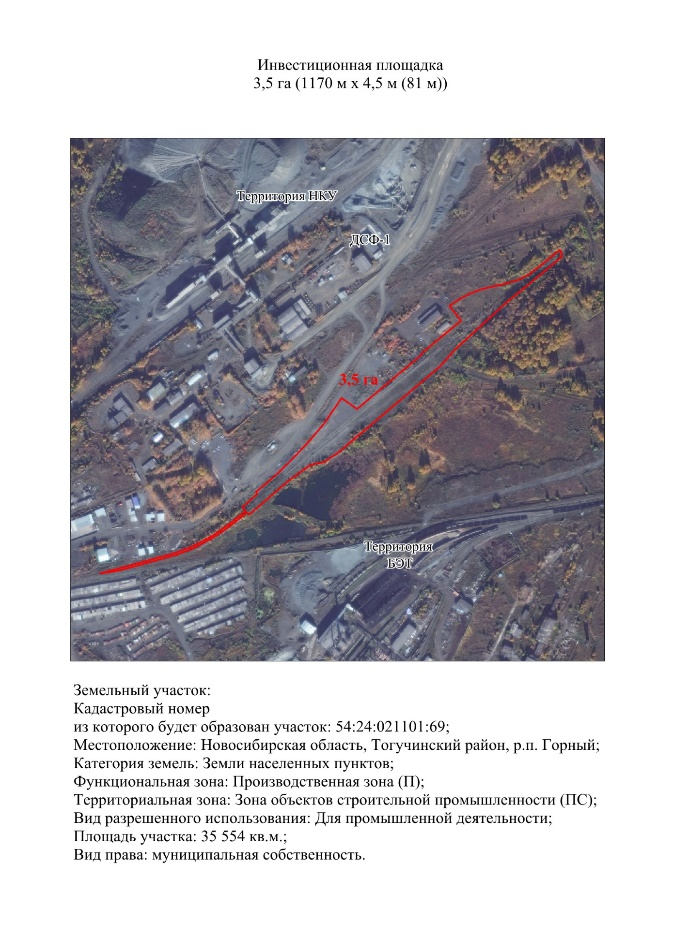 Инвестиционная площадка
3,5 га (1170 м х 4,5 м (81 м))
Территория НКУ
ДСФ-1
3,5 га
Территория
БЭТ
Земельный участок:
Кадастровый номер
из которого будет образован участок: 54:24:021101:69;
Местоположение: Новосибирская область, Тогучинский район, р.п. Горный;
Категория земель: Земли населенных пунктов;
Функциональная зона: Производственная зона (П);
Территориальная зона: Зона объектов строительной промышленности (ПС);
Вид разрешенного использования: Для промышленной деятельности;
Площадь участка: 35 554 кв.м.;
Вид права: муниципальная собственность.